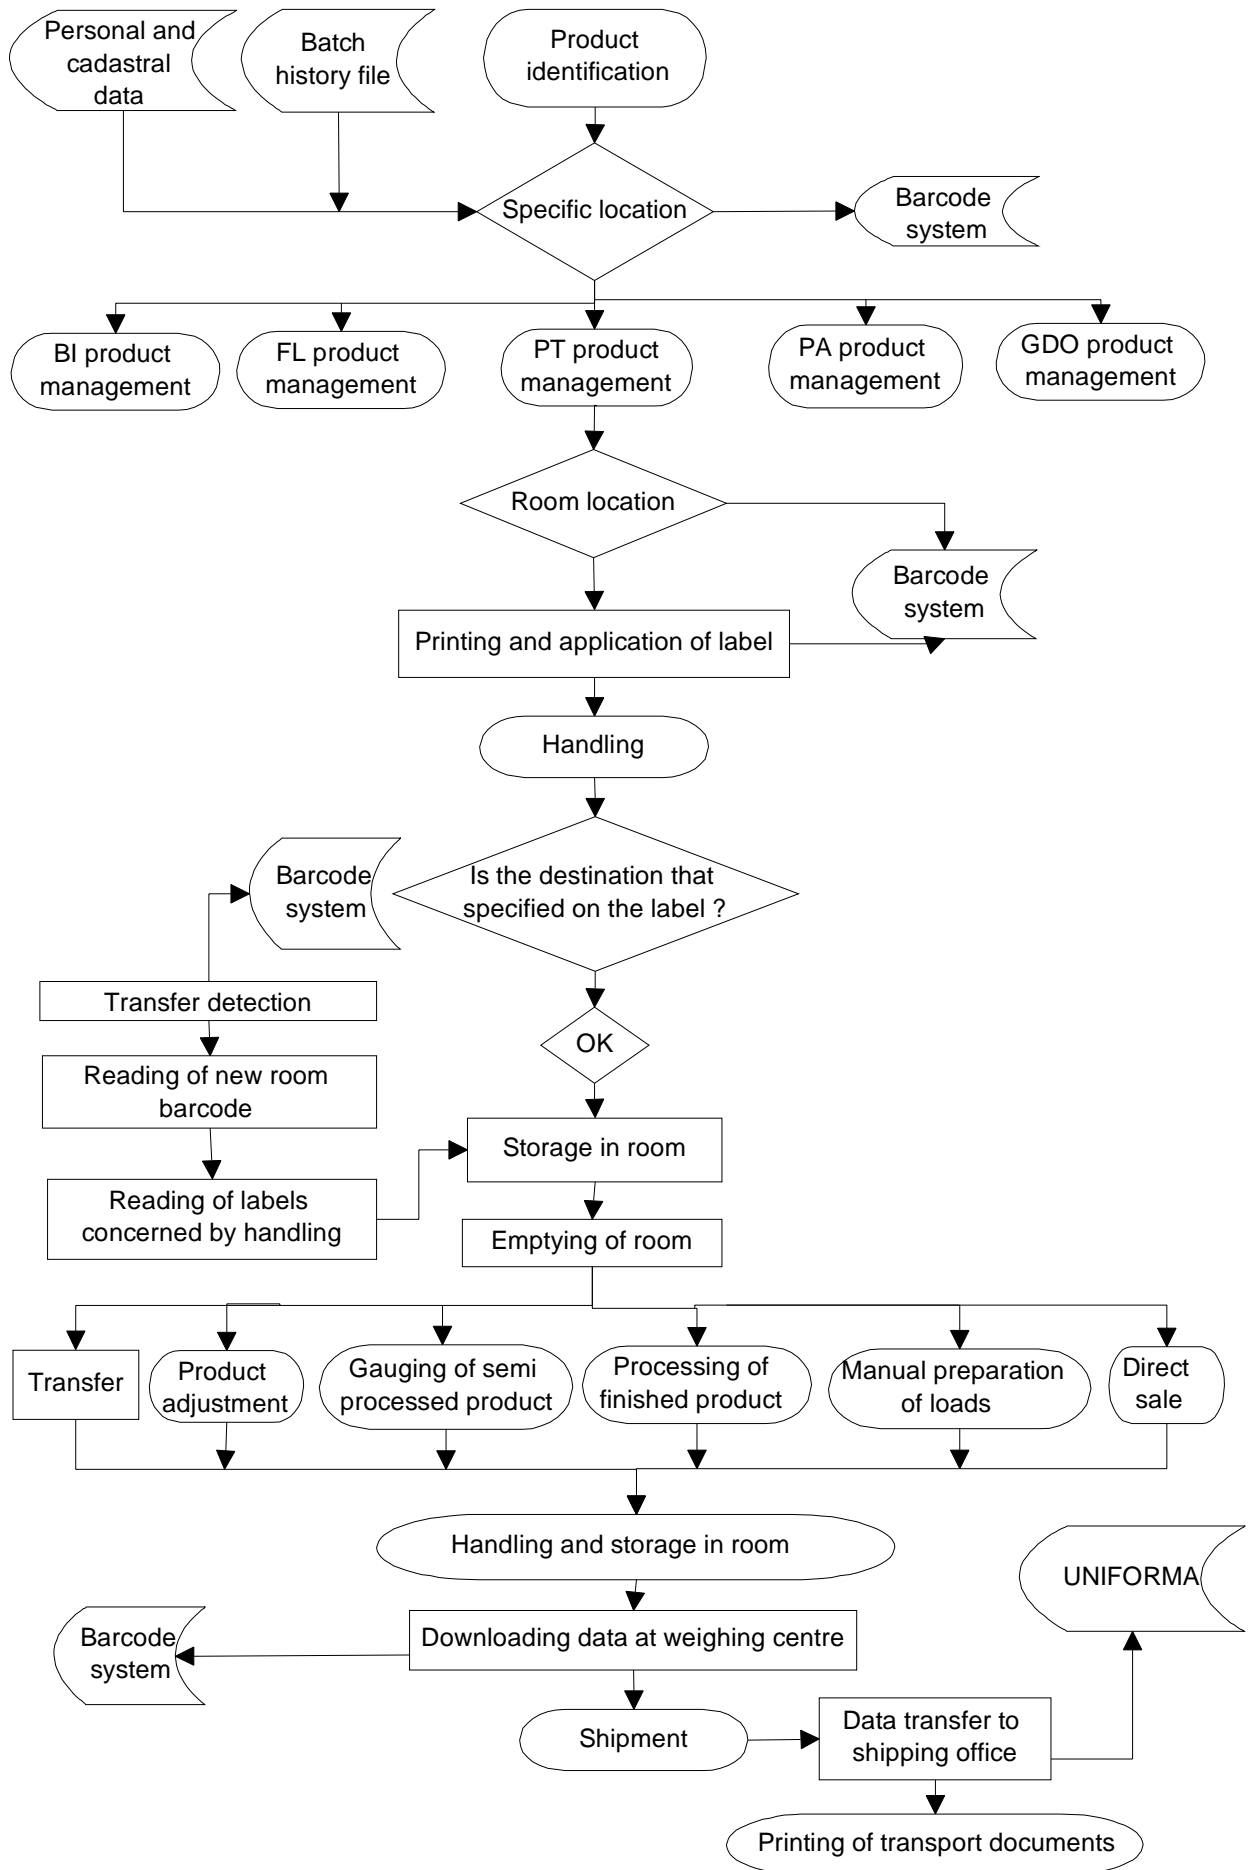 Personal and
cadastral
data
Batch
history file
Product
identification
Specific location
Barcode
system
BI product
management
FL product
management
PT product
management
PA product
management
GDO product
management
Room location
Barcode
system
Printing and application of label
Handling
Is the destination that
specified on the label ?
Barcode
system
Transfer detection
OK
Reading of new room
barcode
Storage in room
Reading of labels
concerned by handling
Emptying of room
Transfer
Product
adjustment
Gauging of semi
processed product
Processing of
finished product
Manual preparation
of loads
Direct
sale
Handling and storage in room
UNIFORMA
Downloading data at weighing centre
Barcode
system
Shipment
Data transfer to
shipping office
Printing of transport documents